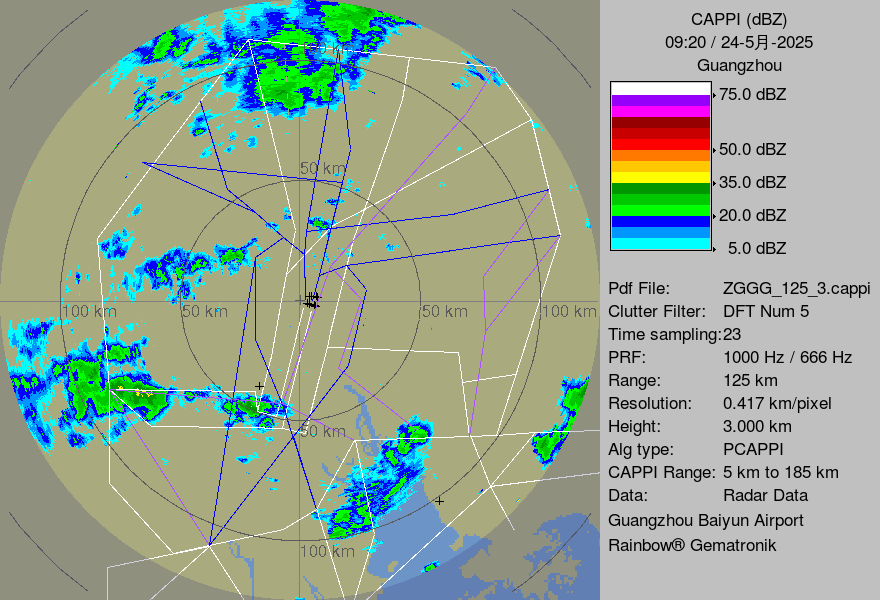 CAPPI (dBZ)
09:20 / 24-5月-2025
Guangzhou
75.0 dBZ
50.0 dBZ
35.0 dBZ
20.0 dBZ
5.0 dBZ
Pdf File: ZGGG_125_3.cappi
Clutter Filter: DFT Num 5
Time sampling:23
PRF: 1000 Hz / 666 Hz
Range: 125 km
Resolution: 0.417 km/pixel
Height: 3.000 km
Alg type: PCAPPI
CAPPI Range: 5 km to 185 km
Data: Radar Data
Guangzhou Baiyun Airport
Rainbow® Gematronik
50 km
100 km
50 km
50 km
100 km
50 km
100 km